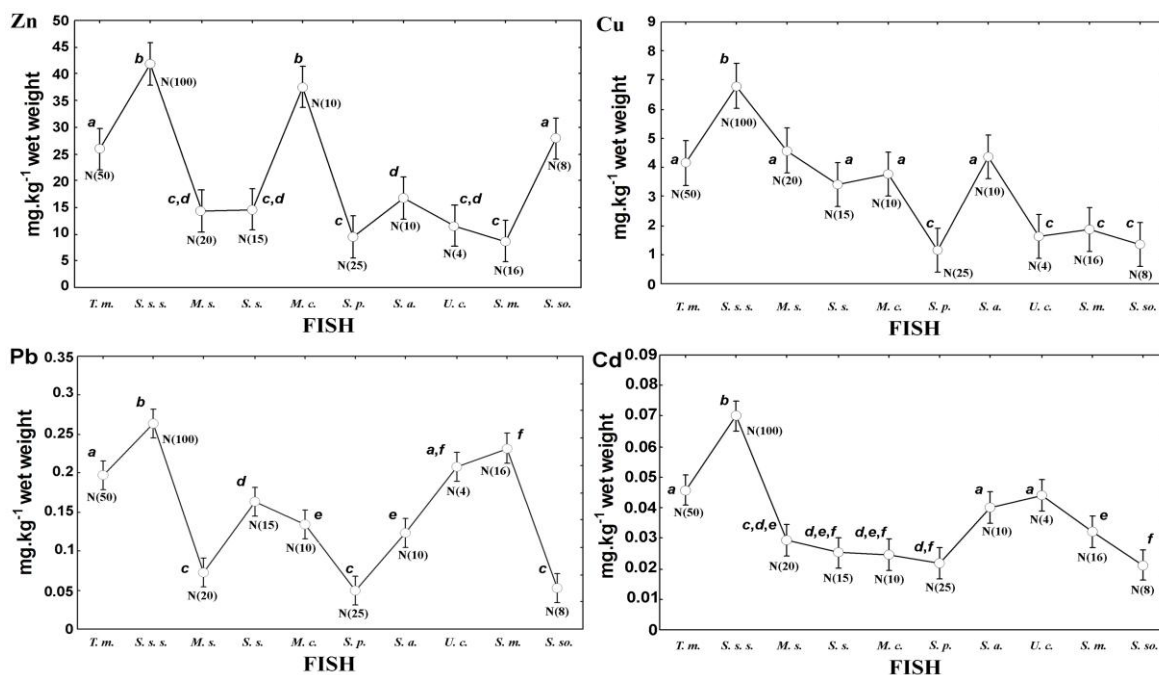 Zn
mg.kg⁻¹ wet weight
50
45
40
35
30
25
20
15
10
5
0
a
b
c,d
c,d
b
c
d
c,d
c
a
N(50)
N(100)
N(20)
N(15)
N(10)
N(25)
N(10)
N(4)
N(16)
N(8)
T. m. S. s. s. M. s. S. s. M. c. S. p. S. a. U. c. S. m. S. so.
FISH
Cu
mg.kg⁻¹ wet weight
9
8
7
6
5
4
3
2
1
0
a
b
a
a
a
c
a
c
c
c
N(50)
N(100)
N(20)
N(15)
N(10)
N(25)
N(10)
N(4)
N(16)
N(8)
T. m. S. s. s. M. s. S. s. M. c. S. p. S. a. U. c. S. m. S. so.
FISH
Pb
mg.kg⁻¹ wet weight
0.35
0.3
0.25
0.2
0.15
0.1
0.05
0
a
b
c
d
e
c
e
a,f
f
c
N(50)
N(100)
N(20)
N(15)
N(10)
N(25)
N(10)
N(4)
N(16)
N(8)
T. m. S. s. s. M. s. S. s. M. c. S. p. S. a. U. c. S. m. S. so.
FISH
Cd
mg.kg⁻¹ wet weight
0.09
0.08
0.07
0.06
0.05
0.04
0.03
0.02
0.01
0.00
a
b
c,d,e
d,e,f
d,e,f
d,f
a
a
e
f
N(50)
N(100)
N(20)
N(15)
N(10)
N(25)
N(10)
N(4)
N(16)
N(8)
T. m. S. s. s. M. s. S. s. M. c. S. p. S. a. U. c. S. m. S. so.
FISH